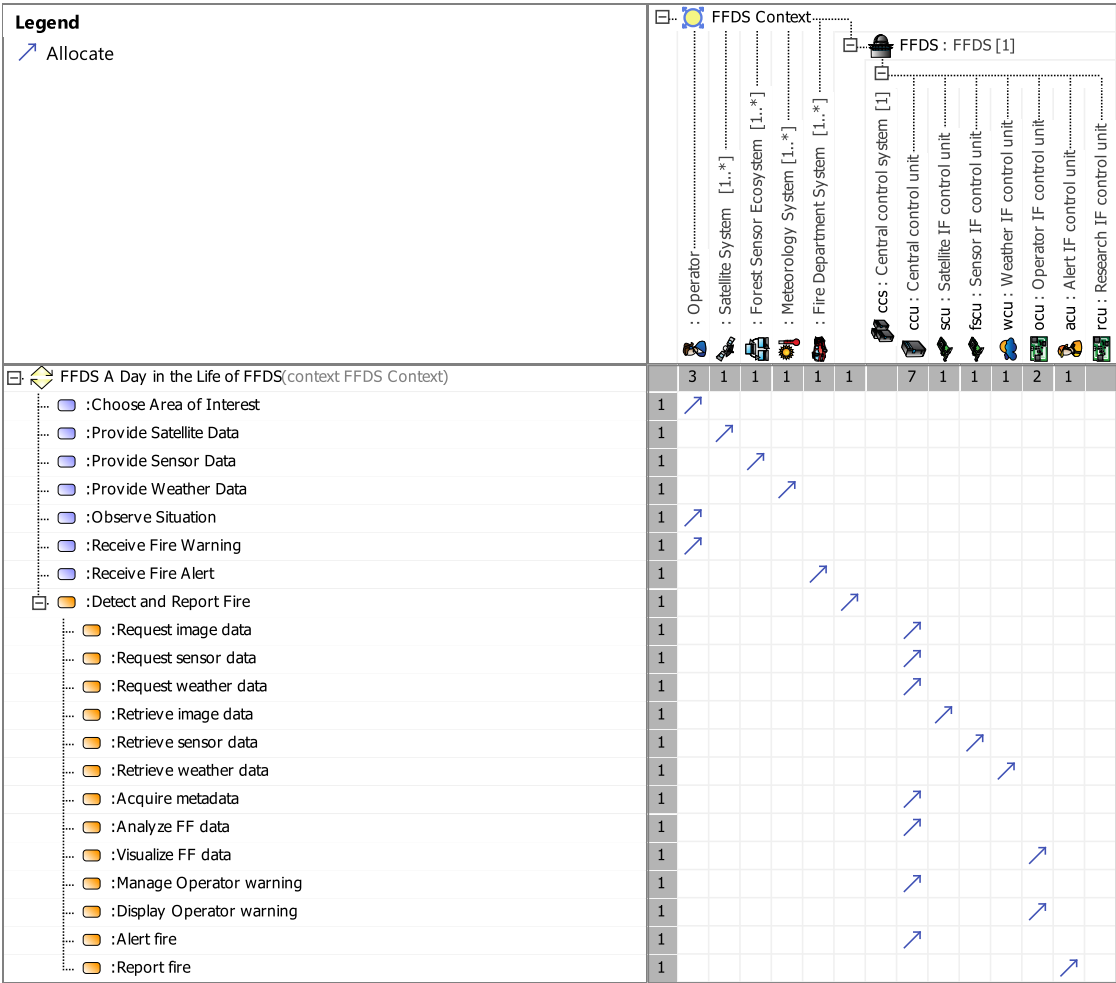 Legend
Allocate
FFDS Context
FFDS : FFDS [1]
: Operator
: Satellite System [1..*]
: Forest Sensor Ecosystem [1..*]
: Meteorology System [1..*]
: Fire Department System [1..*]
ccs : Central control system [1]
ccu : Central control unit
scu : Satellite IF control unit
fscu : Sensor IF control unit
wcu : Weather IF control unit
ocu : Operator IF control unit
acu : Alert IF control unit
rcu : Research IF control unit
FFDS A Day in the Life of FFDS(context FFDS Context) 3 1 1 1 1 1 7 1 1 1 2 1
:Choose Area of Interest 1
:Provide Satellite Data 1
:Provide Sensor Data 1
:Provide Weather Data 1
:Observe Situation 1
:Receive Fire Warning 1
:Receive Fire Alert 1
:Detect and Report Fire 1
:Request image data 1
:Request sensor data 1
:Request weather data 1
:Retrieve image data 1
:Retrieve sensor data 1
:Retrieve weather data 1
:Acquire metadata 1
:Analyze FF data 1
:Visualize FF data 1
:Manage Operator warning 1
:Display Operator warning 1
:Alert fire 1
:Report fire 1